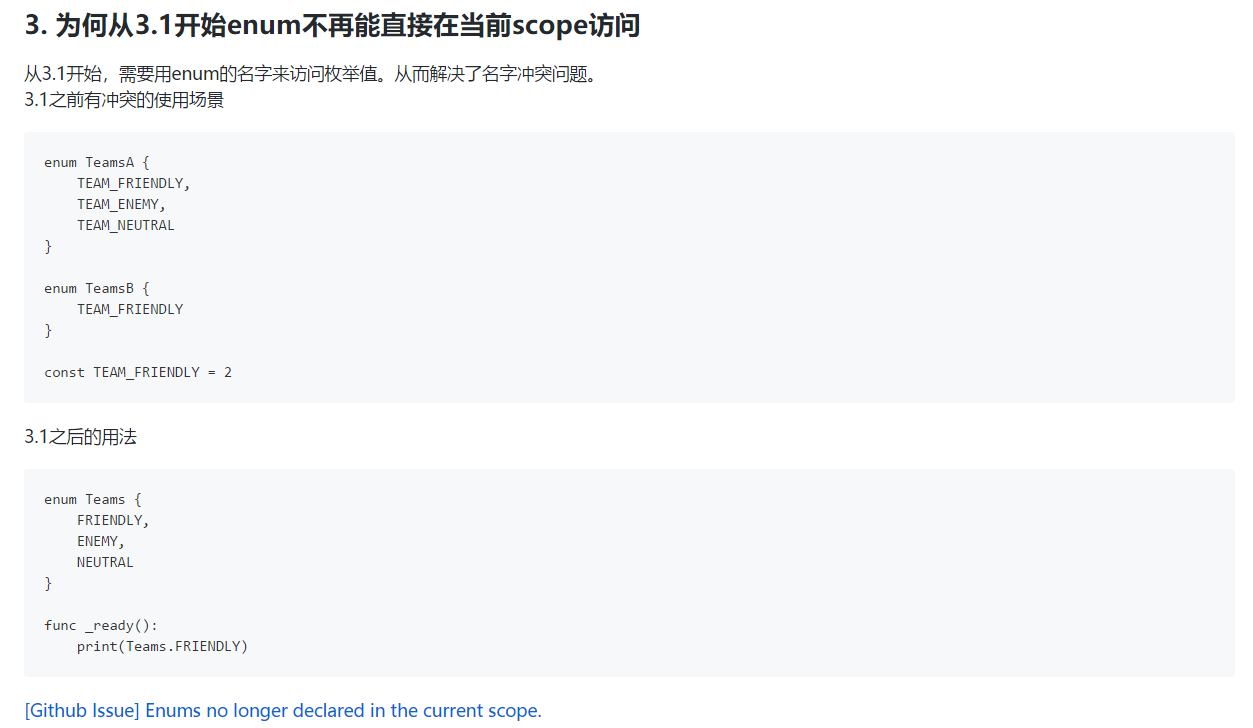 3. 为何从3.1开始enum不再能直接在当前scope访问
从3.1开始，需要用enum的名字来访问枚举值。从而解决了名字冲突问题。
3.1之前有冲突的使用场景
enum TeamsA {
    TEAM_FRIENDLY,
    TEAM_ENEMY,
    TEAM_NEUTRAL
}
enum TeamsB {
    TEAM_FRIENDLY
}
const TEAM_FRIENDLY = 2
3.1之后的用法
enum Teams {
    FRIENDLY,
    ENEMY,
    NEUTRAL
}
func _ready():
    print(Teams.FRIENDLY)
[Github Issue] Enums no longer declared in the current scope.